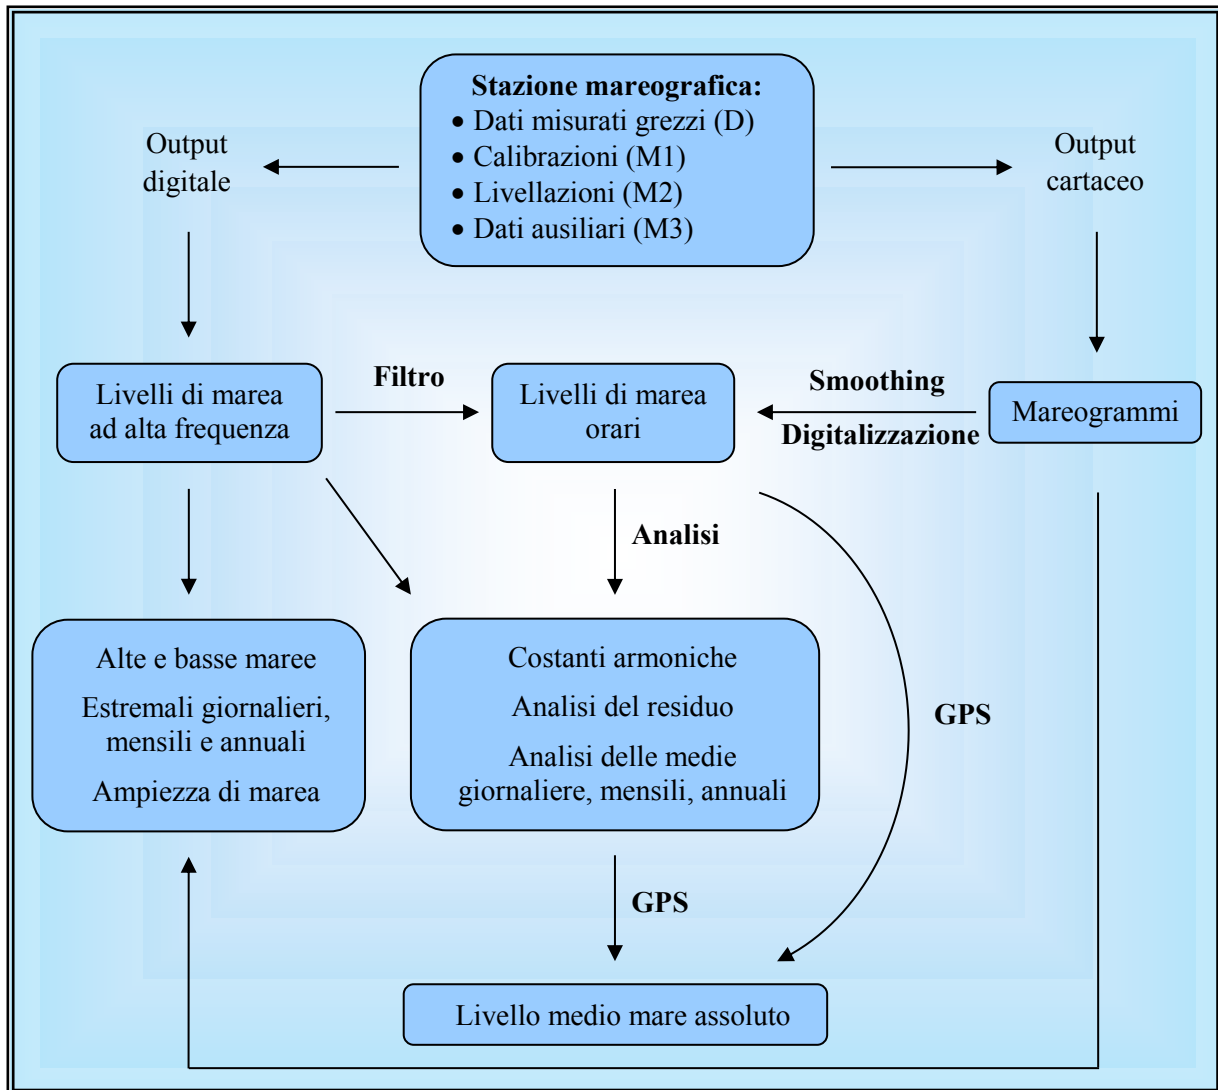 Stazione mareografica:
• Dati misurati grezzi (D)
• Calibrazioni (M1)
• Livellazioni (M2)
• Dati ausiliari (M3)
Output
digitale
Output
cartaceo
Livelli di marea
ad alta frequenza
Filtro
Livelli di marea
orari
Smoothing
Digitalizzazione
Mareogrammi
Analisi
Alte e basse maree
Estremali giornalieri,
mensili e annuali
Ampiezza di marea
Costanti armoniche
Analisi del residuo
Analisi delle medie
giornaliere, mensili, annuali
GPS
GPS
Livello medio mare assoluto